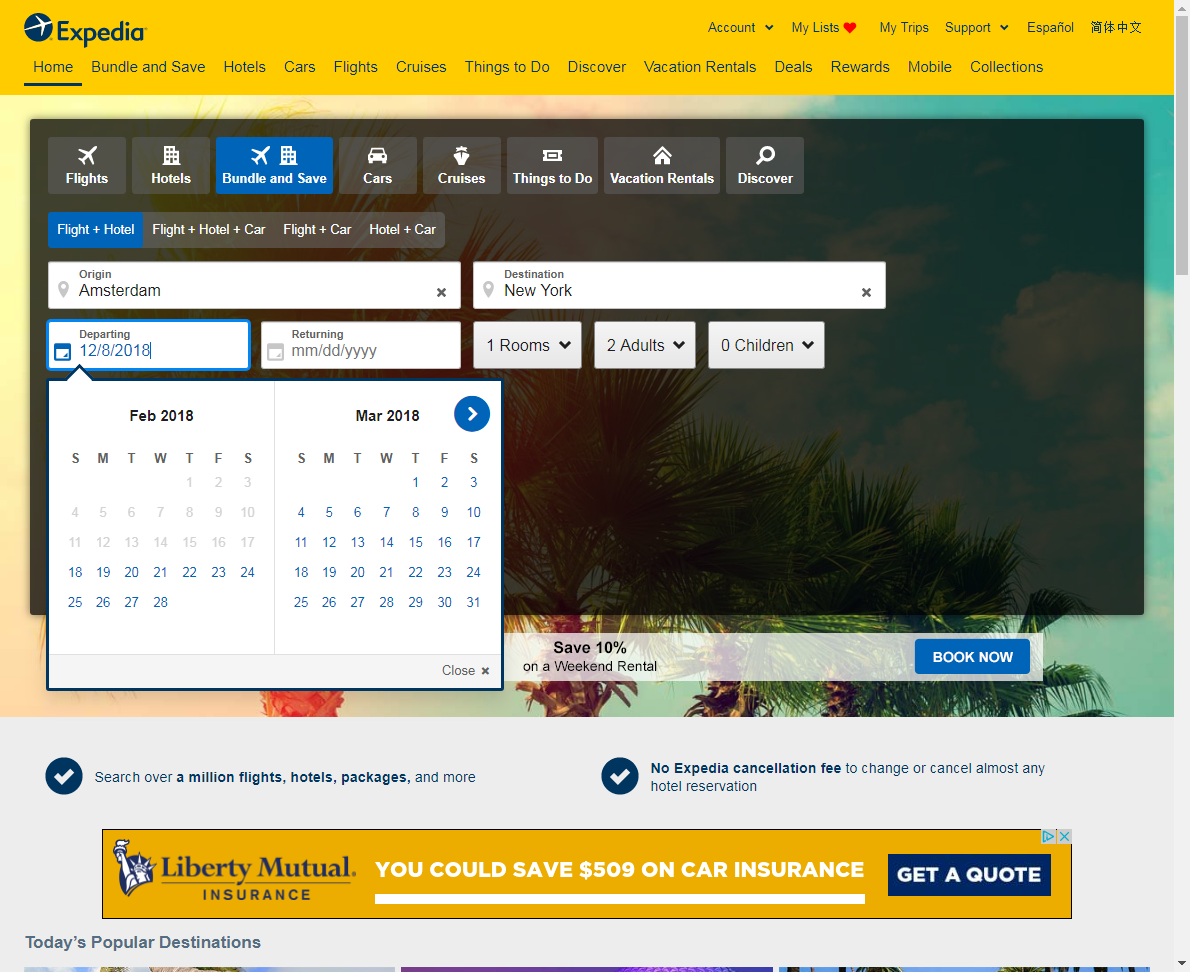 Expedia
Account My Lists My Trips Support Español 简体中文
Home Bundle and Save Hotels Cars Flights Cruises Things to Do Discover Vacation Rentals Deals Rewards Mobile Collections
Flights Hotels Bundle and Save Cars Cruises Things to Do Vacation Rentals Discover
Flight + Hotel Flight + Hotel + Car Flight + Car Hotel + Car
Origin
Amsterdam
Destination
New York
Departing
12/8/2018
Returning
mm/dd/yyyy
1 Rooms 2 Adults 0 Children
Feb 2018
S M T W T F S
1 2 3
4 5 6 7 8 9 10
11 12 13 14 15 16 17
18 19 20 21 22 23 24
25 26 27 28
Mar 2018
S M T W T F S
1 2 3
4 5 6 7 8 9 10
11 12 13 14 15 16 17
18 19 20 21 22 23 24
25 26 27 28 29 30 31
Close
Save 10%
on a Weekend Rental
BOOK NOW
Search over a million flights, hotels, packages, and more
No Expedia cancellation fee to change or cancel almost any
hotel reservation
Liberty Mutual.
INSURANCE
YOU COULD SAVE $509 ON CAR INSURANCE
GET A QUOTE
Today’s Popular Destinations